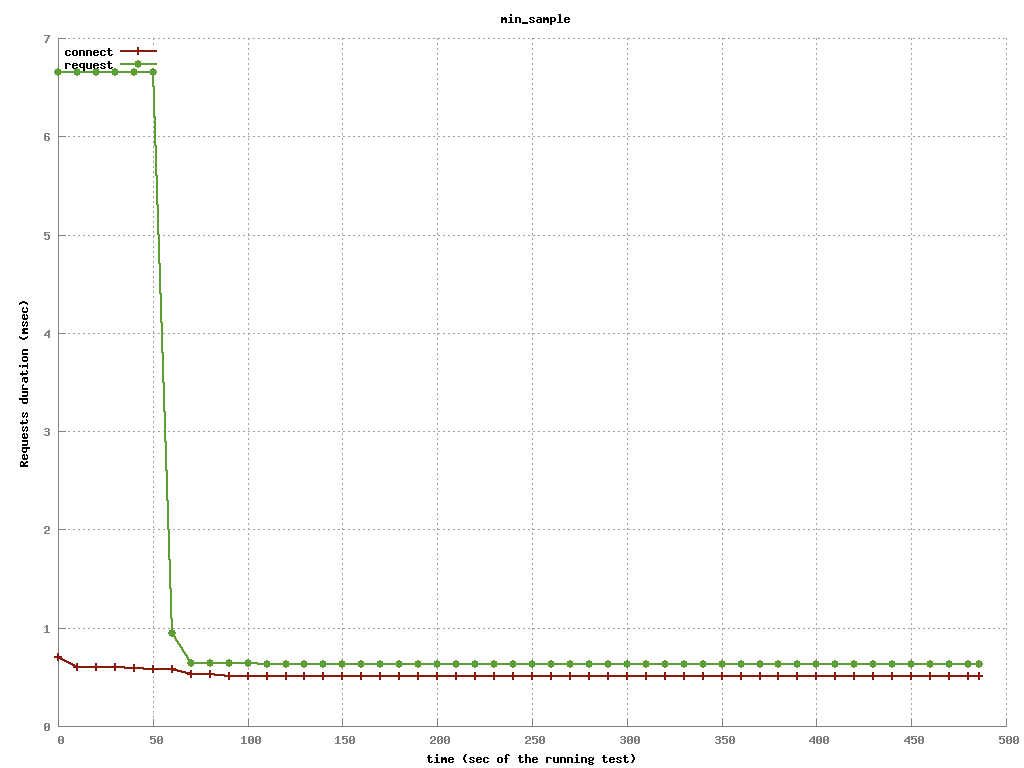 min_sample
7
connect
request
6
5
4
3
2
1
0
Requests duration (msec)
0 50 100 150 200 250 300 350 400 450 500
time (sec of the running test)